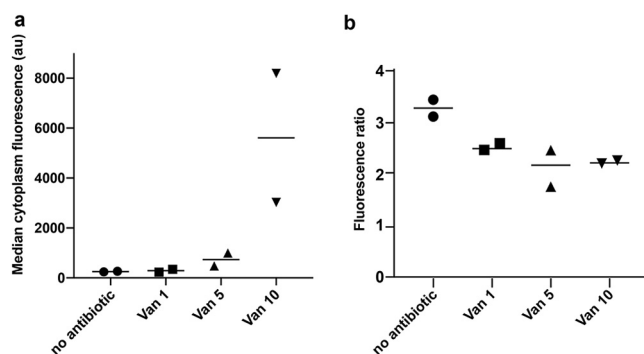 a
Median cytoplasm fluorescence (au)
8000
6000
4000
2000
0
no antibiotic
Van 1
Van 5
Van 10
b
Fluorescence ratio
4
3
2
1
0
no antibiotic
Van 1
Van 5
Van 10